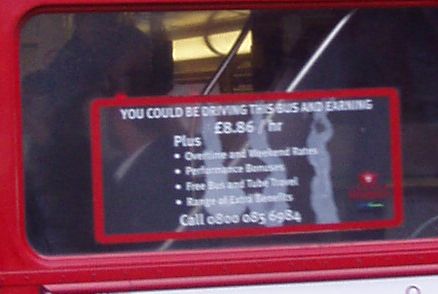 YOU COULD BE DRIVING THIS BUS AND EARNING
£8.86 / hr
Plus
• Overtime and Weekend Rates
• Performance Bonuses
• Free Bus and Tube Travel
• Range of Extra Benefits
Call 0800 085 6984